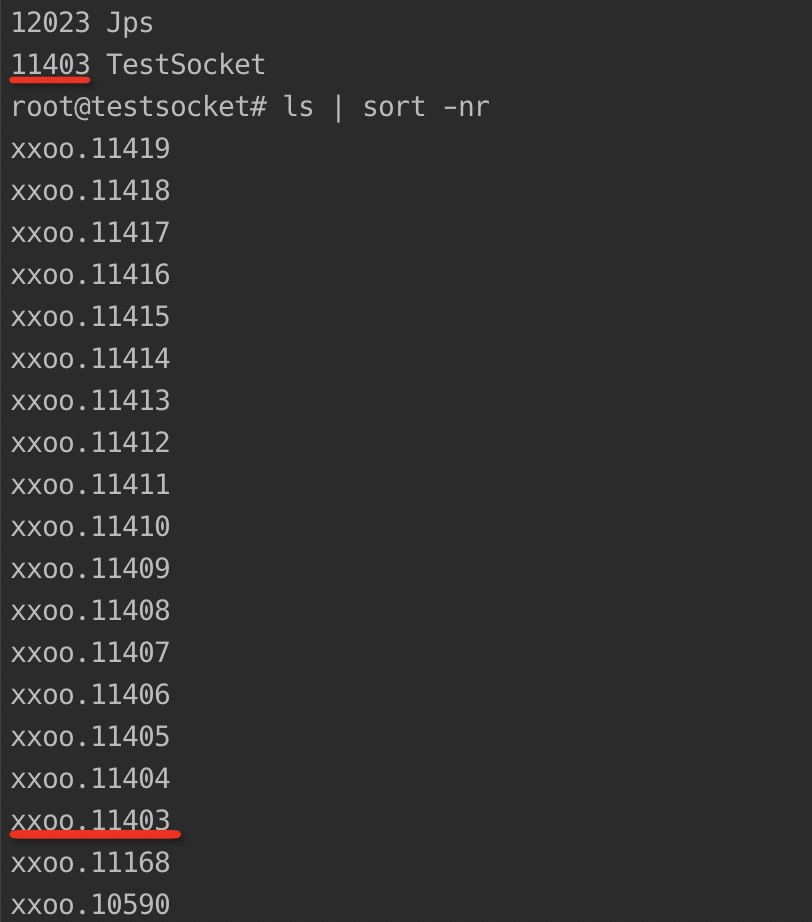 12023 Jps
11403 TestSocket
root@testsocket# ls | sort -nr
xxoo.11419
xxoo.11418
xxoo.11417
xxoo.11416
xxoo.11415
xxoo.11414
xxoo.11413
xxoo.11412
xxoo.11411
xxoo.11410
xxoo.11409
xxoo.11408
xxoo.11407
xxoo.11406
xxoo.11405
xxoo.11404
xxoo.11403
xxoo.11168
xxoo.10590